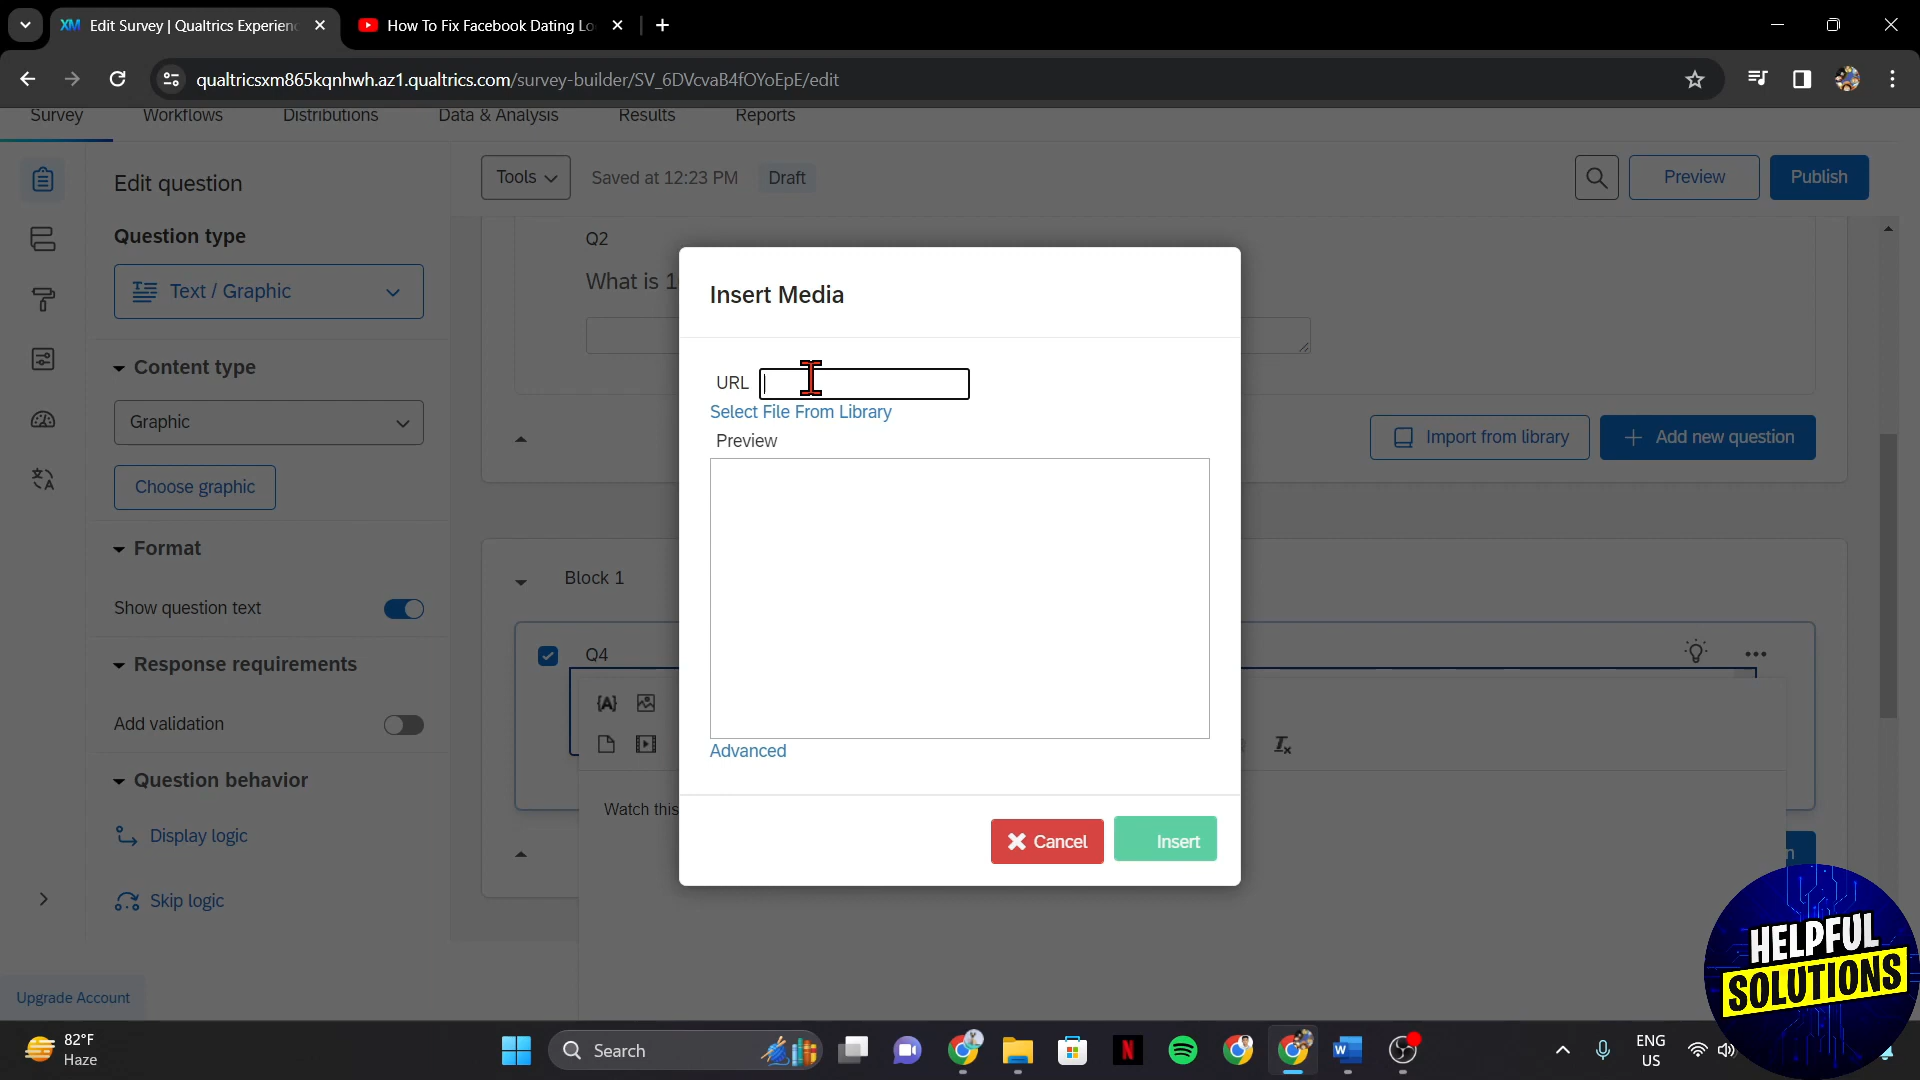 Edit Survey | Qualtrics Experien
How To Fix Facebook Dating Lo
qualtricsxm865kqnhwh.az1.qualtrics.com/survey-builder/SV_6DVcvaB4fOYoEpE/edit
Survey Workflows Distributions Data & Analysis Results Reports
Edit question
Tools Saved at 12:23 PM Draft Preview Publish
Question type
Text / Graphic
Content type
Graphic
Choose graphic
Format
Show question text
Response requirements
Add validation
Question behavior
Display logic
Skip logic
Upgrade Account
Q2
What is 1
Import from library Add new question
Block 1
Q4
Watch this
Insert Media
URL
Select File From Library
Preview
Advanced
Cancel Insert
HELPFUL
SOLUTIONS
82°F
Haze
Search
ENG
US